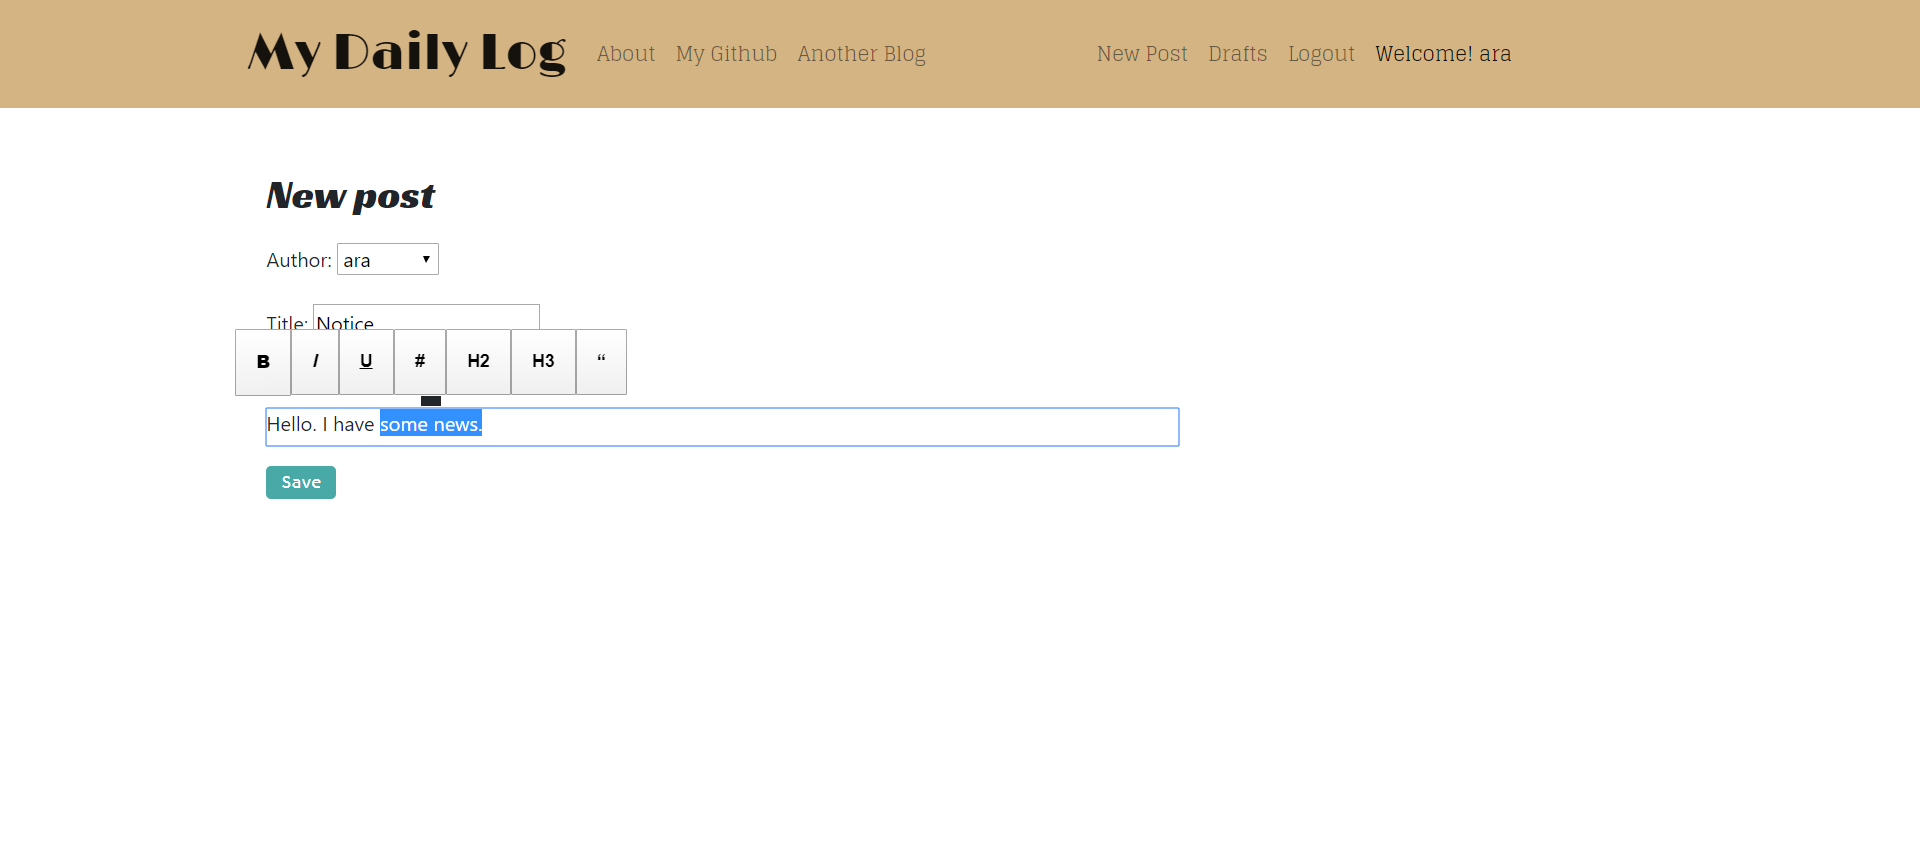 My Daily Log About My Github Another Blog New Post Drafts Logout Welcome! ara
New post
Author: ara
Title: Notice
B I U # H2 H3 “
Hello. I have some news.
Save